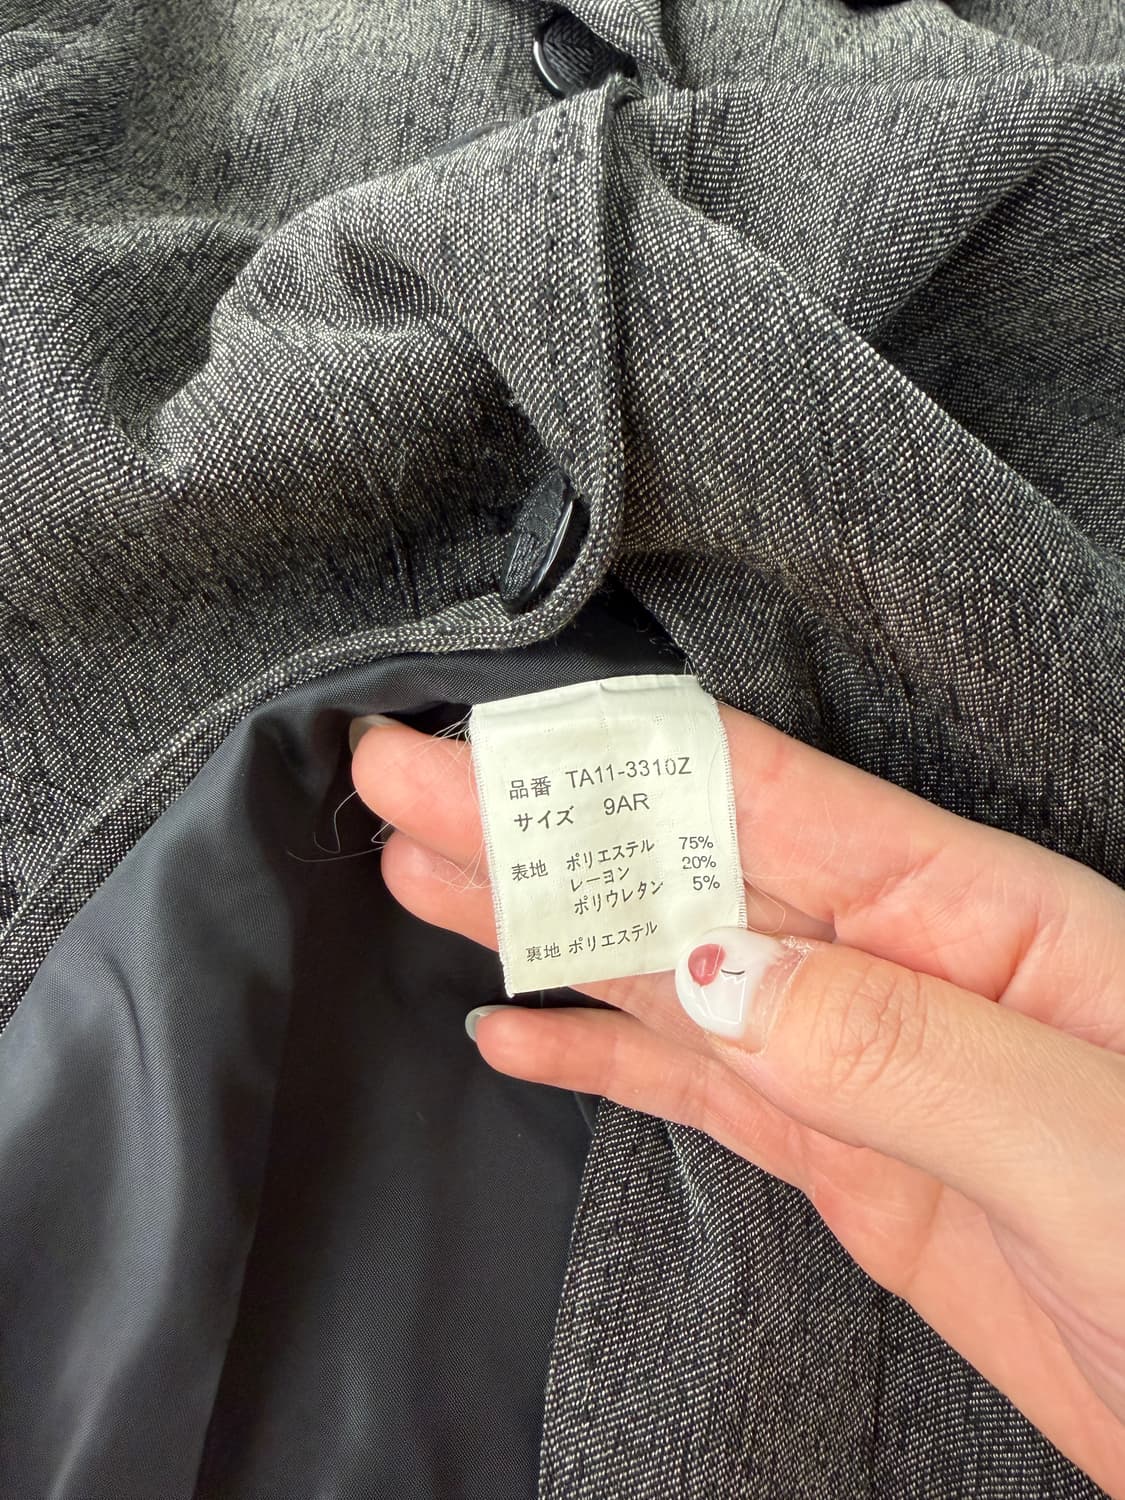 品番 TA11-3310Z
サイズ 9AR
表地 ポリエステル 75%
レーヨン 20%
ポリウレタン 5%
裏地 ポリエステル